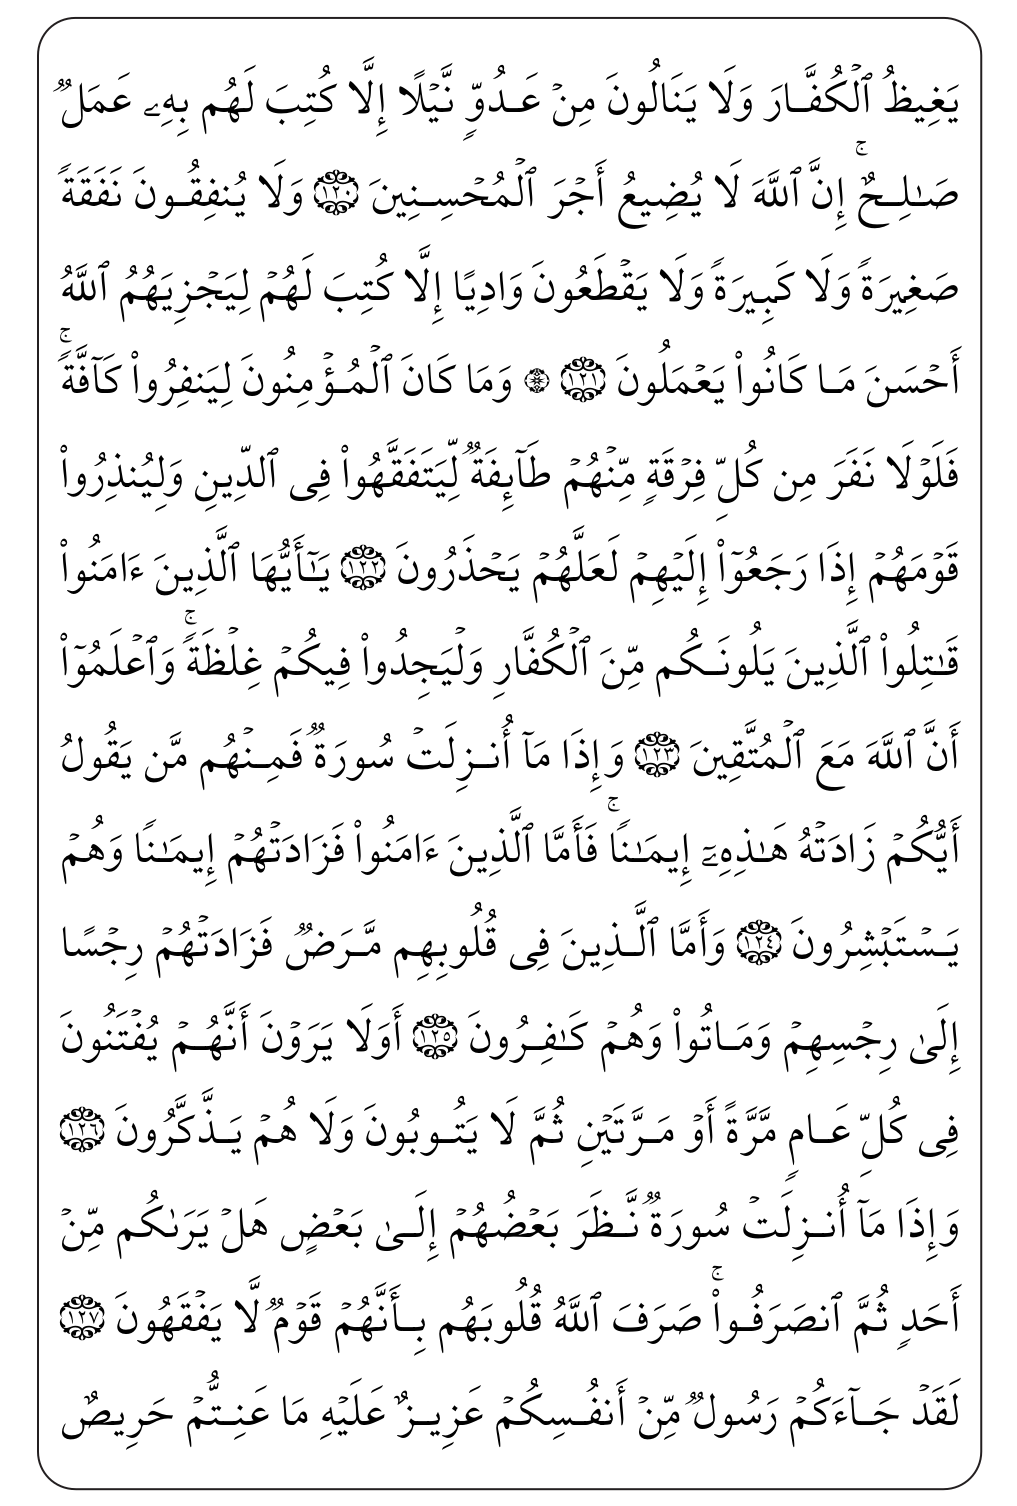 يَغِيظُ ٱلْكُفَّارَ وَلَا يَنَالُونَ مِنْ عَدُوٍّ نَّيْلًا إِلَّا كُتِبَ لَهُم بِهِۦ عَمَلٌ
صَـٰلِحٌ ۚ إِنَّ ٱللَّهَ لَا يُضِيعُ أَجْرَ ٱلْمُحْسِنِينَ ١٢٠ وَلَا يُنفِقُونَ نَفَقَةً
صَغِيرَةً وَلَا كَبِيرَةً وَلَا يَقْطَعُونَ وَادِيًا إِلَّا كُتِبَ لَهُمْ لِيَجْزِيَهُمُ ٱللَّهُ
أَحْسَنَ مَا كَانُوا۟ يَعْمَلُونَ ١٢١ ۞ وَمَا كَانَ ٱلْمُؤْمِنُونَ لِيَنفِرُوا۟ كَآفَّةً ۚ
فَلَوْلَا نَفَرَ مِن كُلِّ فِرْقَةٍ مِّنْهُمْ طَآئِفَةٌ لِّيَتَفَقَّهُوا۟ فِى ٱلدِّينِ وَلِيُنذِرُوا۟
قَوْمَهُمْ إِذَا رَجَعُوٓا۟ إِلَيْهِمْ لَعَلَّهُمْ يَحْذَرُونَ ١٢٢ يَـٰٓأَيُّهَا ٱلَّذِينَ ءَامَنُوا۟
قَـٰتِلُوا۟ ٱلَّذِينَ يَلُونَكُم مِّنَ ٱلْكُفَّارِ وَلْيَجِدُوا۟ فِيكُمْ غِلْظَةً ۚ وَٱعْلَمُوٓا۟
أَنَّ ٱللَّهَ مَعَ ٱلْمُتَّقِينَ ١٢٣ وَإِذَا مَآ أُنزِلَتْ سُورَةٌ فَمِنْهُم مَّن يَقُولُ
أَيُّكُمْ زَادَتْهُ هَـٰذِهِۦٓ إِيمَـٰنًا ۚ فَأَمَّا ٱلَّذِينَ ءَامَنُوا۟ فَزَادَتْهُمْ إِيمَـٰنًا وَهُمْ
يَسْتَبْشِرُونَ ١٢٤ وَأَمَّا ٱلَّذِينَ فِى قُلُوبِهِم مَّرَضٌ فَزَادَتْهُمْ رِجْسًا
إِلَىٰ رِجْسِهِمْ وَمَاتُوا۟ وَهُمْ كَـٰفِرُونَ ١٢٥ أَوَلَا يَرَوْنَ أَنَّهُمْ يُفْتَنُونَ
فِى كُلِّ عَامٍ مَّرَّةً أَوْ مَرَّتَيْنِ ثُمَّ لَا يَتُوبُونَ وَلَا هُمْ يَذَّكَّرُونَ ١٢٦
وَإِذَا مَآ أُنزِلَتْ سُورَةٌ نَّظَرَ بَعْضُهُمْ إِلَىٰ بَعْضٍ هَلْ يَرَىٰكُم مِّنْ
أَحَدٍ ثُمَّ ٱنصَرَفُوا۟ ۚ صَرَفَ ٱللَّهُ قُلُوبَهُم بِأَنَّهُمْ قَوْمٌ لَّا يَفْقَهُونَ ١٢٧
لَقَدْ جَآءَكُمْ رَسُولٌ مِّنْ أَنفُسِكُمْ عَزِيزٌ عَلَيْهِ مَا عَنِتُّمْ حَرِيصٌ